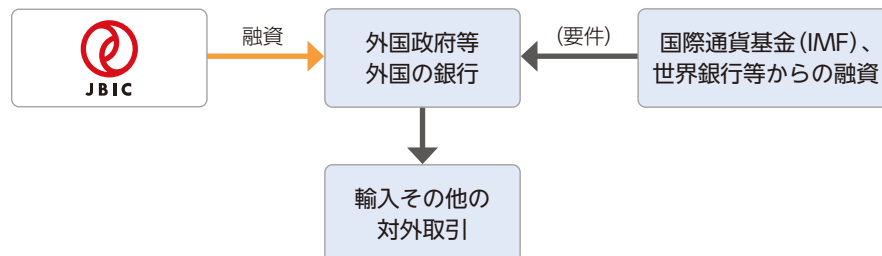 JBIC
融資
外国政府等
外国の銀行
(要件)
国際通貨基金(IMF)、
世界銀行等からの融資
輸入その他の
対外取引